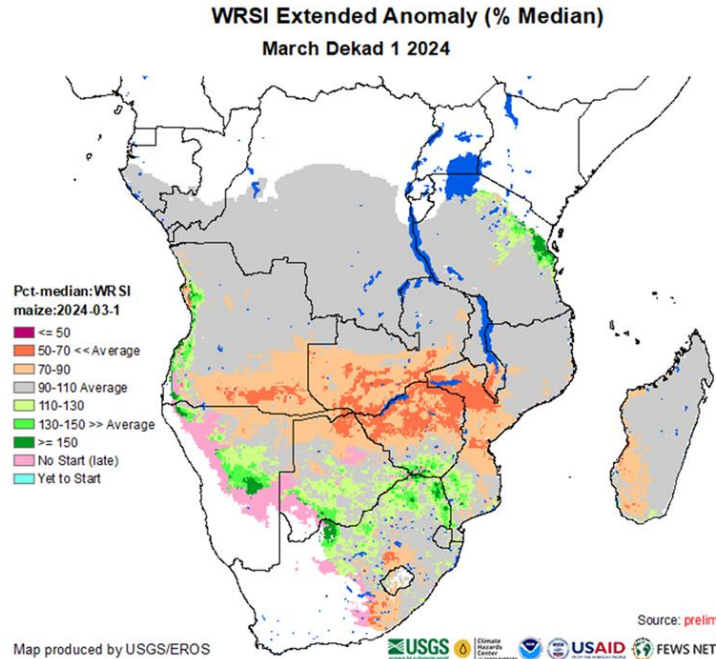 WRSI Extended Anomaly (% Median)
March Dekad 1 2024
Pct-median:WRSI
maize:2024-03-1
<= 50
50-70 << Average
70-90
90-110 Average
110-130
130-150 >> Average
>= 150
No Start (late)
Yet to Start
Source: prelim
Map produced by USGS/EROS
USGS
Climate
Hazards
Center
USAID
FEWS NET